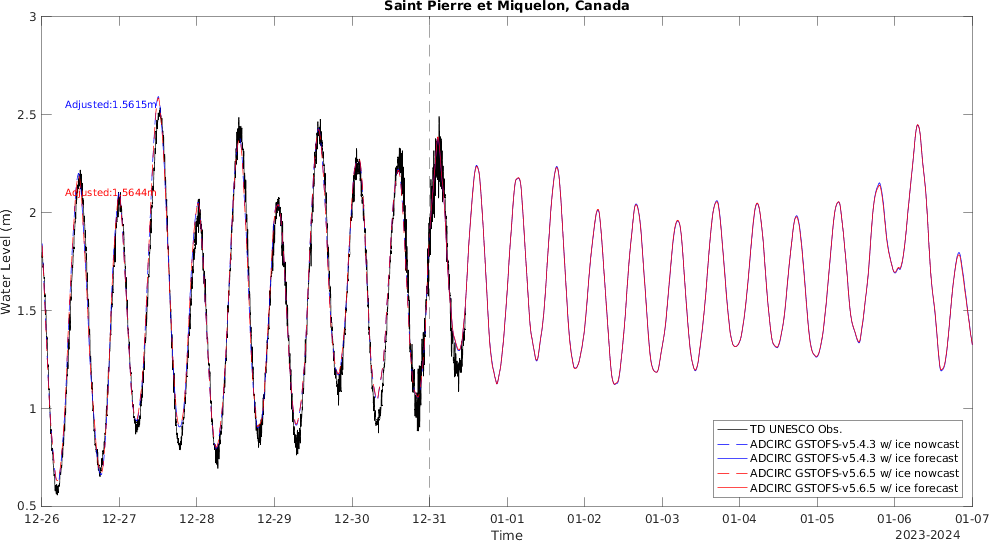 Saint Pierre et Miquelon, Canada
3
2.5
2
1.5
1
0.5
Water Level (m)
Adjusted:1.5615m
Adjusted:1.5644m
TD UNESCO Obs.
ADCIRC GSTOFS-v5.4.3 w/ ice nowcast
ADCIRC GSTOFS-v5.4.3 w/ ice forecast
ADCIRC GSTOFS-v5.6.5 w/ ice nowcast
ADCIRC GSTOFS-v5.6.5 w/ ice forecast
12-26 12-27 12-28 12-29 12-30 12-31 01-01 01-02 01-03 01-04 01-05 01-06 01-07
Time
2023-2024